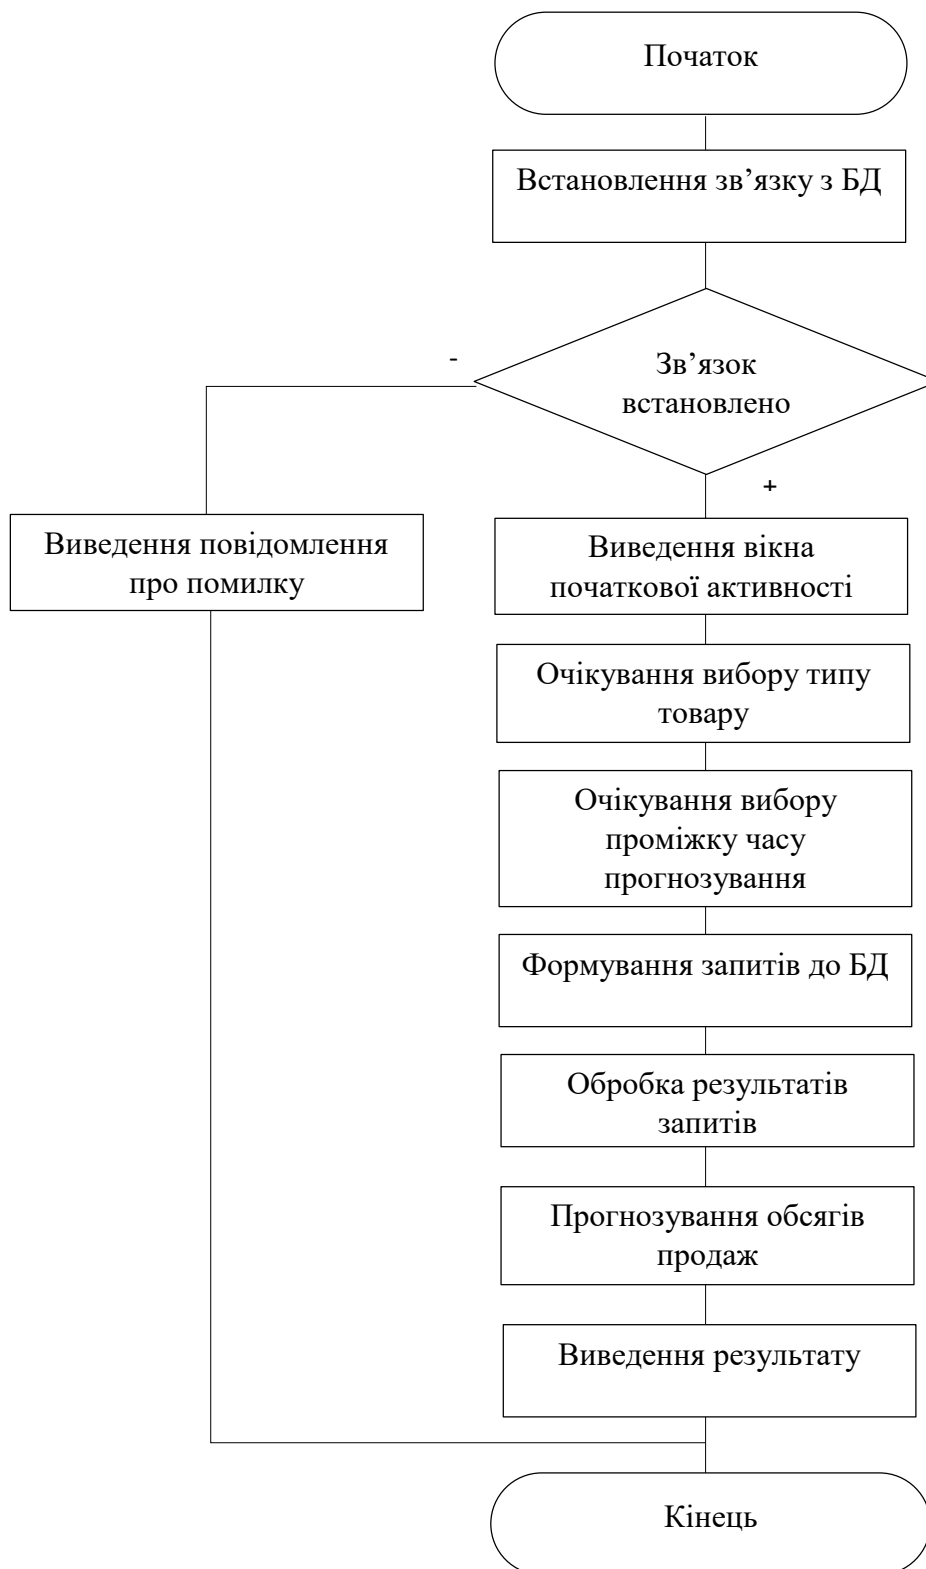 Початок
Встановлення зв’язку з БД
Зв’язок
встановлено
-
+
Виведення повідомлення
про помилку
Виведення вікна
початкової активності
Очікування вибору типу
товару
Очікування вибору
проміжку часу
прогнозування
Формування запитів до БД
Обробка результатів
запитів
Прогнозування обсягів
продаж
Виведення результату
Кінець